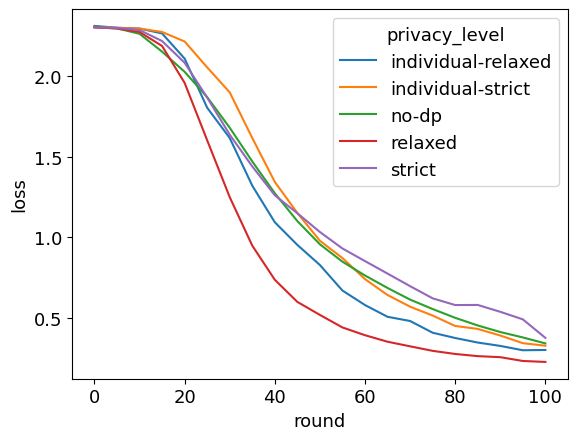 privacy_level
individual-relaxed
individual-strict
no-dp
relaxed
strict
loss
2.0
1.5
1.0
0.5
0 20 40 60 80 100
round